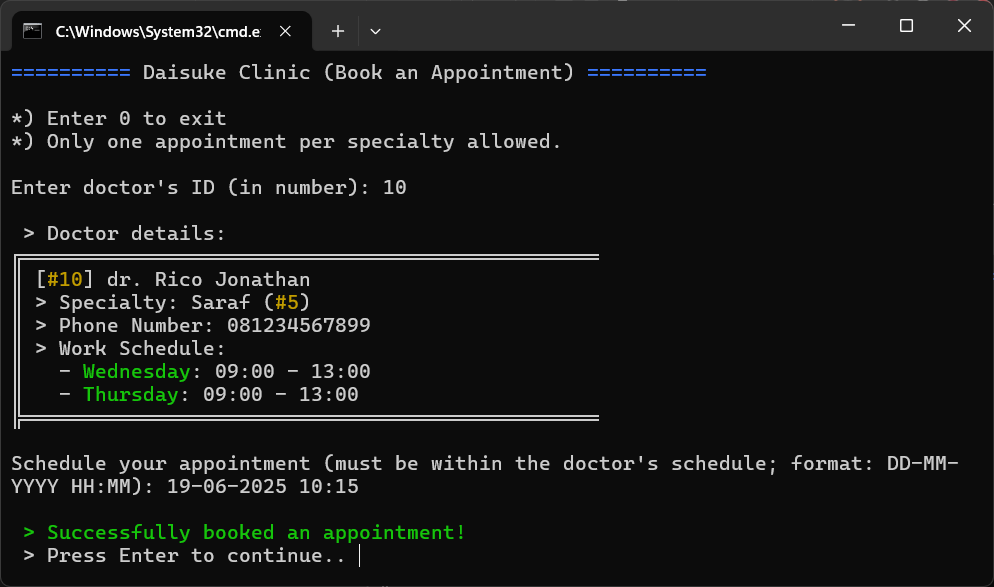 C:\Windows\System32\cmd.e
========== Daisuke Clinic (Book an Appointment) ==========
*) Enter 0 to exit
*) Only one appointment per specialty allowed.
Enter doctor's ID (in number): 10
> Doctor details:
[#10] dr. Rico Jonathan
> Specialty: Saraf (#5)
> Phone Number: 081234567899
> Work Schedule:
- Wednesday: 09:00 - 13:00
- Thursday: 09:00 - 13:00
Schedule your appointment (must be within the doctor's schedule; format: DD-MM-
YYYY HH:MM): 19-06-2025 10:15
> Successfully booked an appointment!
> Press Enter to continue..